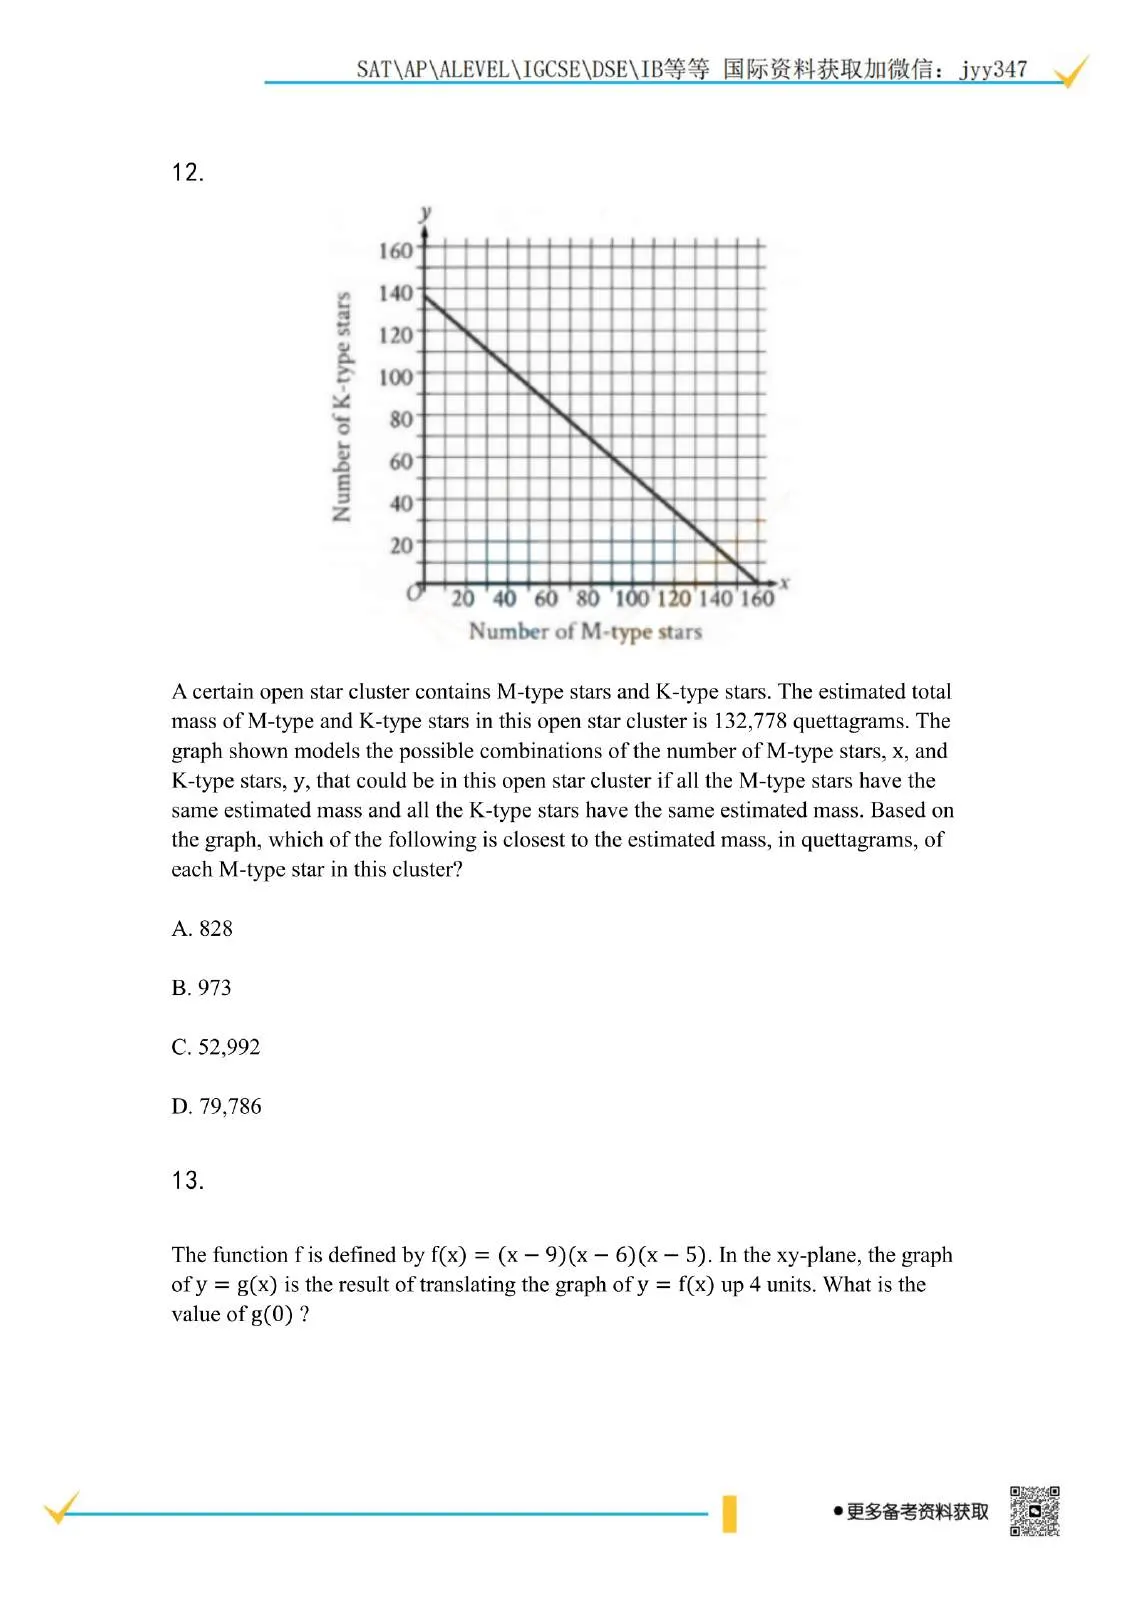 SAT\AP\ALEVEL\IGCSE\DSE\IB等等 国际资料获取加微信: jyy347
12.
y
160
140
120
100
80
60
40
20
O
20 40 60 80 100 120 140 160
x
Number of K-type stars
Number of M-type stars
A certain open star cluster contains M-type stars and K-type stars. The estimated total
mass of M-type and K-type stars in this open star cluster is 132,778 quettagrams. The
graph shown models the possible combinations of the number of M-type stars, x, and
K-type stars, y, that could be in this open star cluster if all the M-type stars have the
same estimated mass and all the K-type stars have the same estimated mass. Based on
the graph, which of the following is closest to the estimated mass, in quettagrams, of
each M-type star in this cluster?
A. 828
B. 973
C. 52,992
D. 79,786
13.
The function f is defined by f(x) = (x − 9)(x − 6)(x − 5). In the xy-plane, the graph
of y = g(x) is the result of translating the graph of y = f(x) up 4 units. What is the
value of g(0) ?
●更多备考资料获取